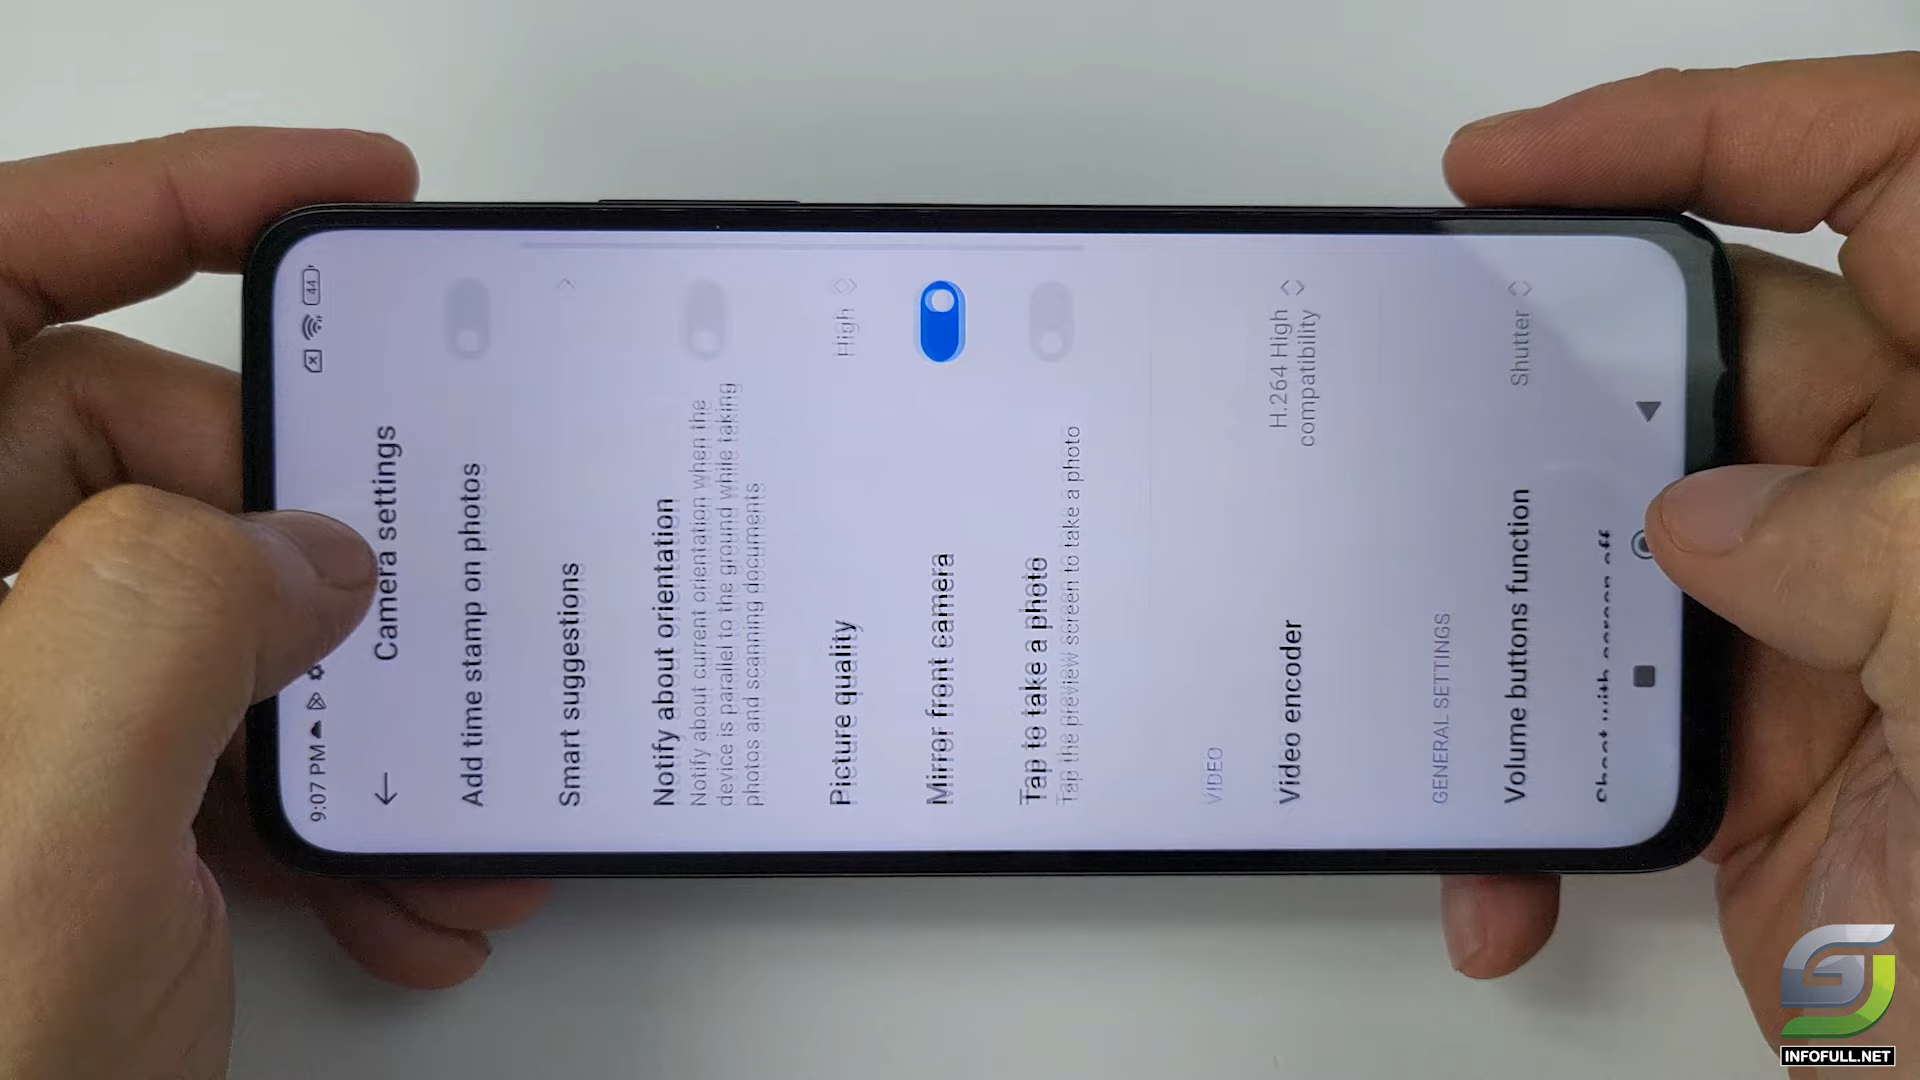 9:07 PM
44
Camera settings
Add time stamp on photos
Smart suggestions
Notify about orientation
Notify about current orientation when the
device is parallel to the ground while taking
photos and scanning documents
Picture quality
High
Mirror front camera
Tap to take a photo
Tap the preview screen to take a photo
VIDEO
Video encoder
H.264 High
compatibility
GENERAL SETTINGS
Volume buttons function
Shutter
INFOFULL.NET